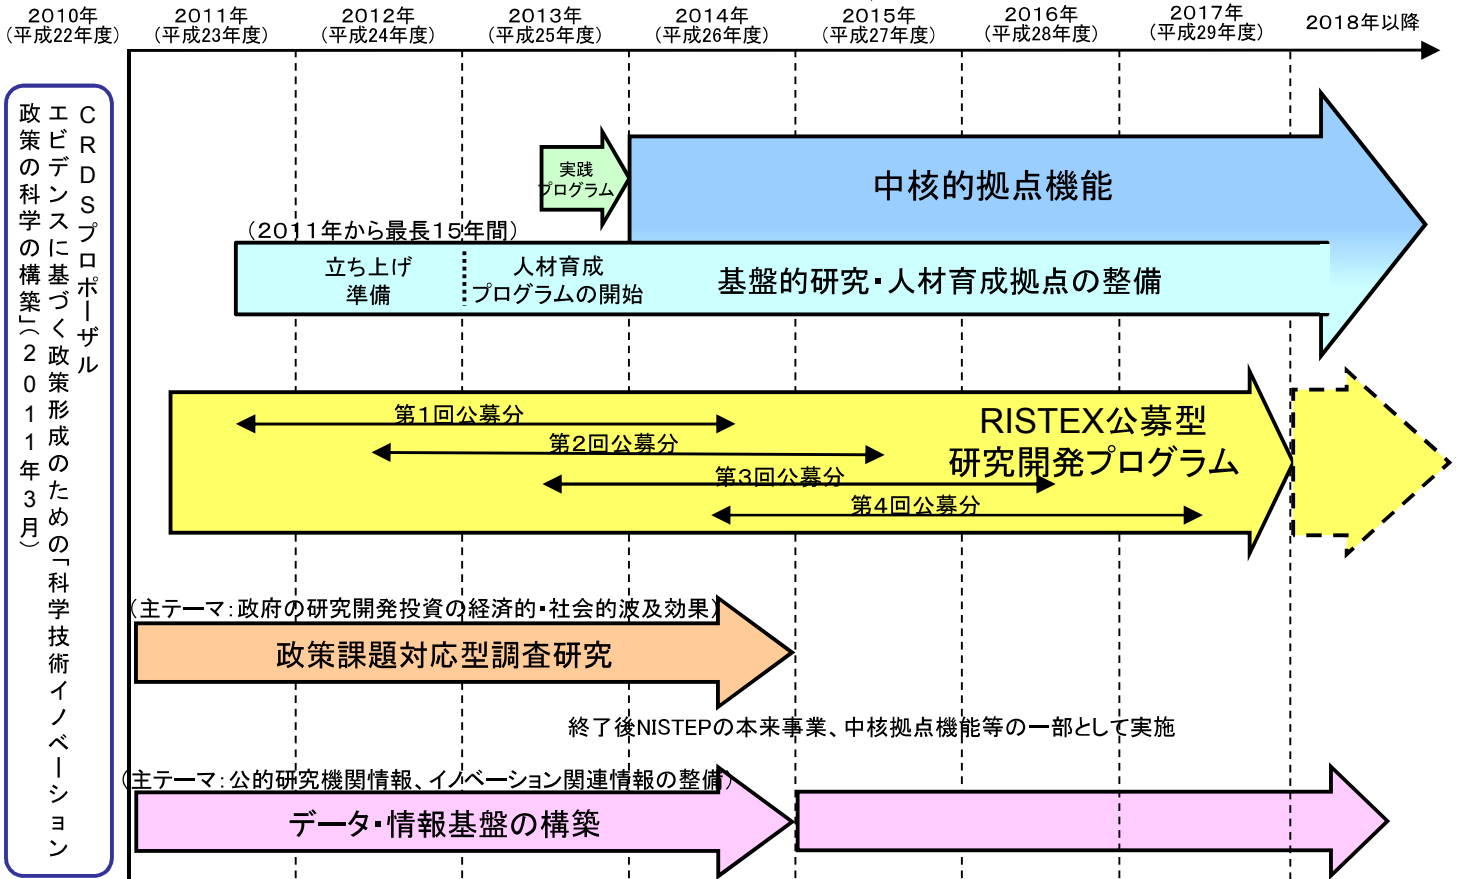 2010年
（平成22年度）
2011年
（平成23年度）
2012年
（平成24年度）
2013年
（平成25年度）
2014年
（平成26年度）
2015年
（平成27年度）
2016年
（平成28年度）
2017年
（平成29年度）
2018年以降
ＣＲＤＳプロポーザル
エビデンスに基づく政策形成のための「科学技術イノベーション
政策の科学の構築」（２０１１年３月）
実践
プログラム
中核的拠点機能
（２０１１年から最長１５年間）
立ち上げ
準備
人材育成
プログラムの開始
基盤的研究・人材育成拠点の整備
第１回公募分
第２回公募分
第３回公募分
第４回公募分
RISTEX公募型
研究開発プログラム
（主テーマ：政府の研究開発投資の経済的・社会的波及効果）
政策課題対応型調査研究
終了後NISTEPの本来事業、中核拠点機能等の一部として実施
（主テーマ：公的研究機関情報、イノベーション関連情報の整備）
データ・情報基盤の構築